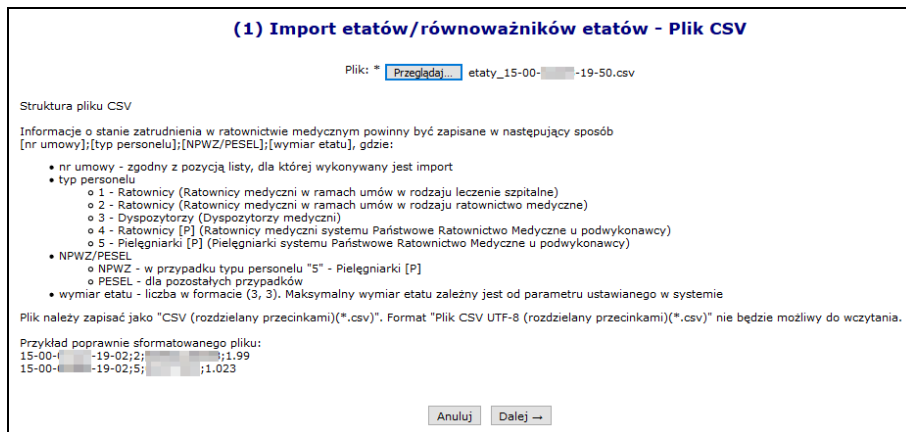 (1) Import etatów/równoważników etatów - Plik CSV
Plik: * Przeglądaj... etaty_15-00- -19-50.csv
Struktura pliku CSV
Informacje o stanie zatrudnienia w ratownictwie medycznym powinny być zapisane w następujący sposób
[nr umowy];[typ personelu];[NPWZ/PESEL];[wymiar etatu], gdzie:
• nr umowy - zgodny z pozycją listy, dla której wykonywany jest import
• typ personelu
o 1 - Ratownicy (Ratownicy medyczni w ramach umów w rodzaju leczenie szpitalne)
o 2 - Ratownicy (Ratownicy medyczni w ramach umów w rodzaju ratownictwo medyczne)
o 3 - Dyspozytorzy (Dyspozytorzy medyczni)
o 4 - Ratownicy [P] (Ratownicy medyczni systemu Państwowe Ratownictwo Medyczne u podwykonawcy)
o 5 - Pielęgniarki [P] (Pielęgniarki systemu Państwowe Ratownictwo Medyczne u podwykonawcy)
• NPWZ/PESEL
o NPWZ - w przypadku typu personelu "5" - Pielęgniarki [P]
o PESEL - dla pozostałych przypadków
• wymiar etatu - liczba w formacie (3, 3). Maksymalny wymiar etatu zależny jest od parametru ustawianego w systemie
Plik należy zapisać jako "CSV (rozdzielany przecinkami)(*.csv)". Format "Plik CSV UTF-8 (rozdzielany przecinkami)(*.csv)" nie będzie możliwy do wczytania.
Przykład poprawnie sformatowanego pliku:
15-00- -19-02;2; ;1.99
15-00- -19-02;5; ;1.023
Anuluj Dalej →